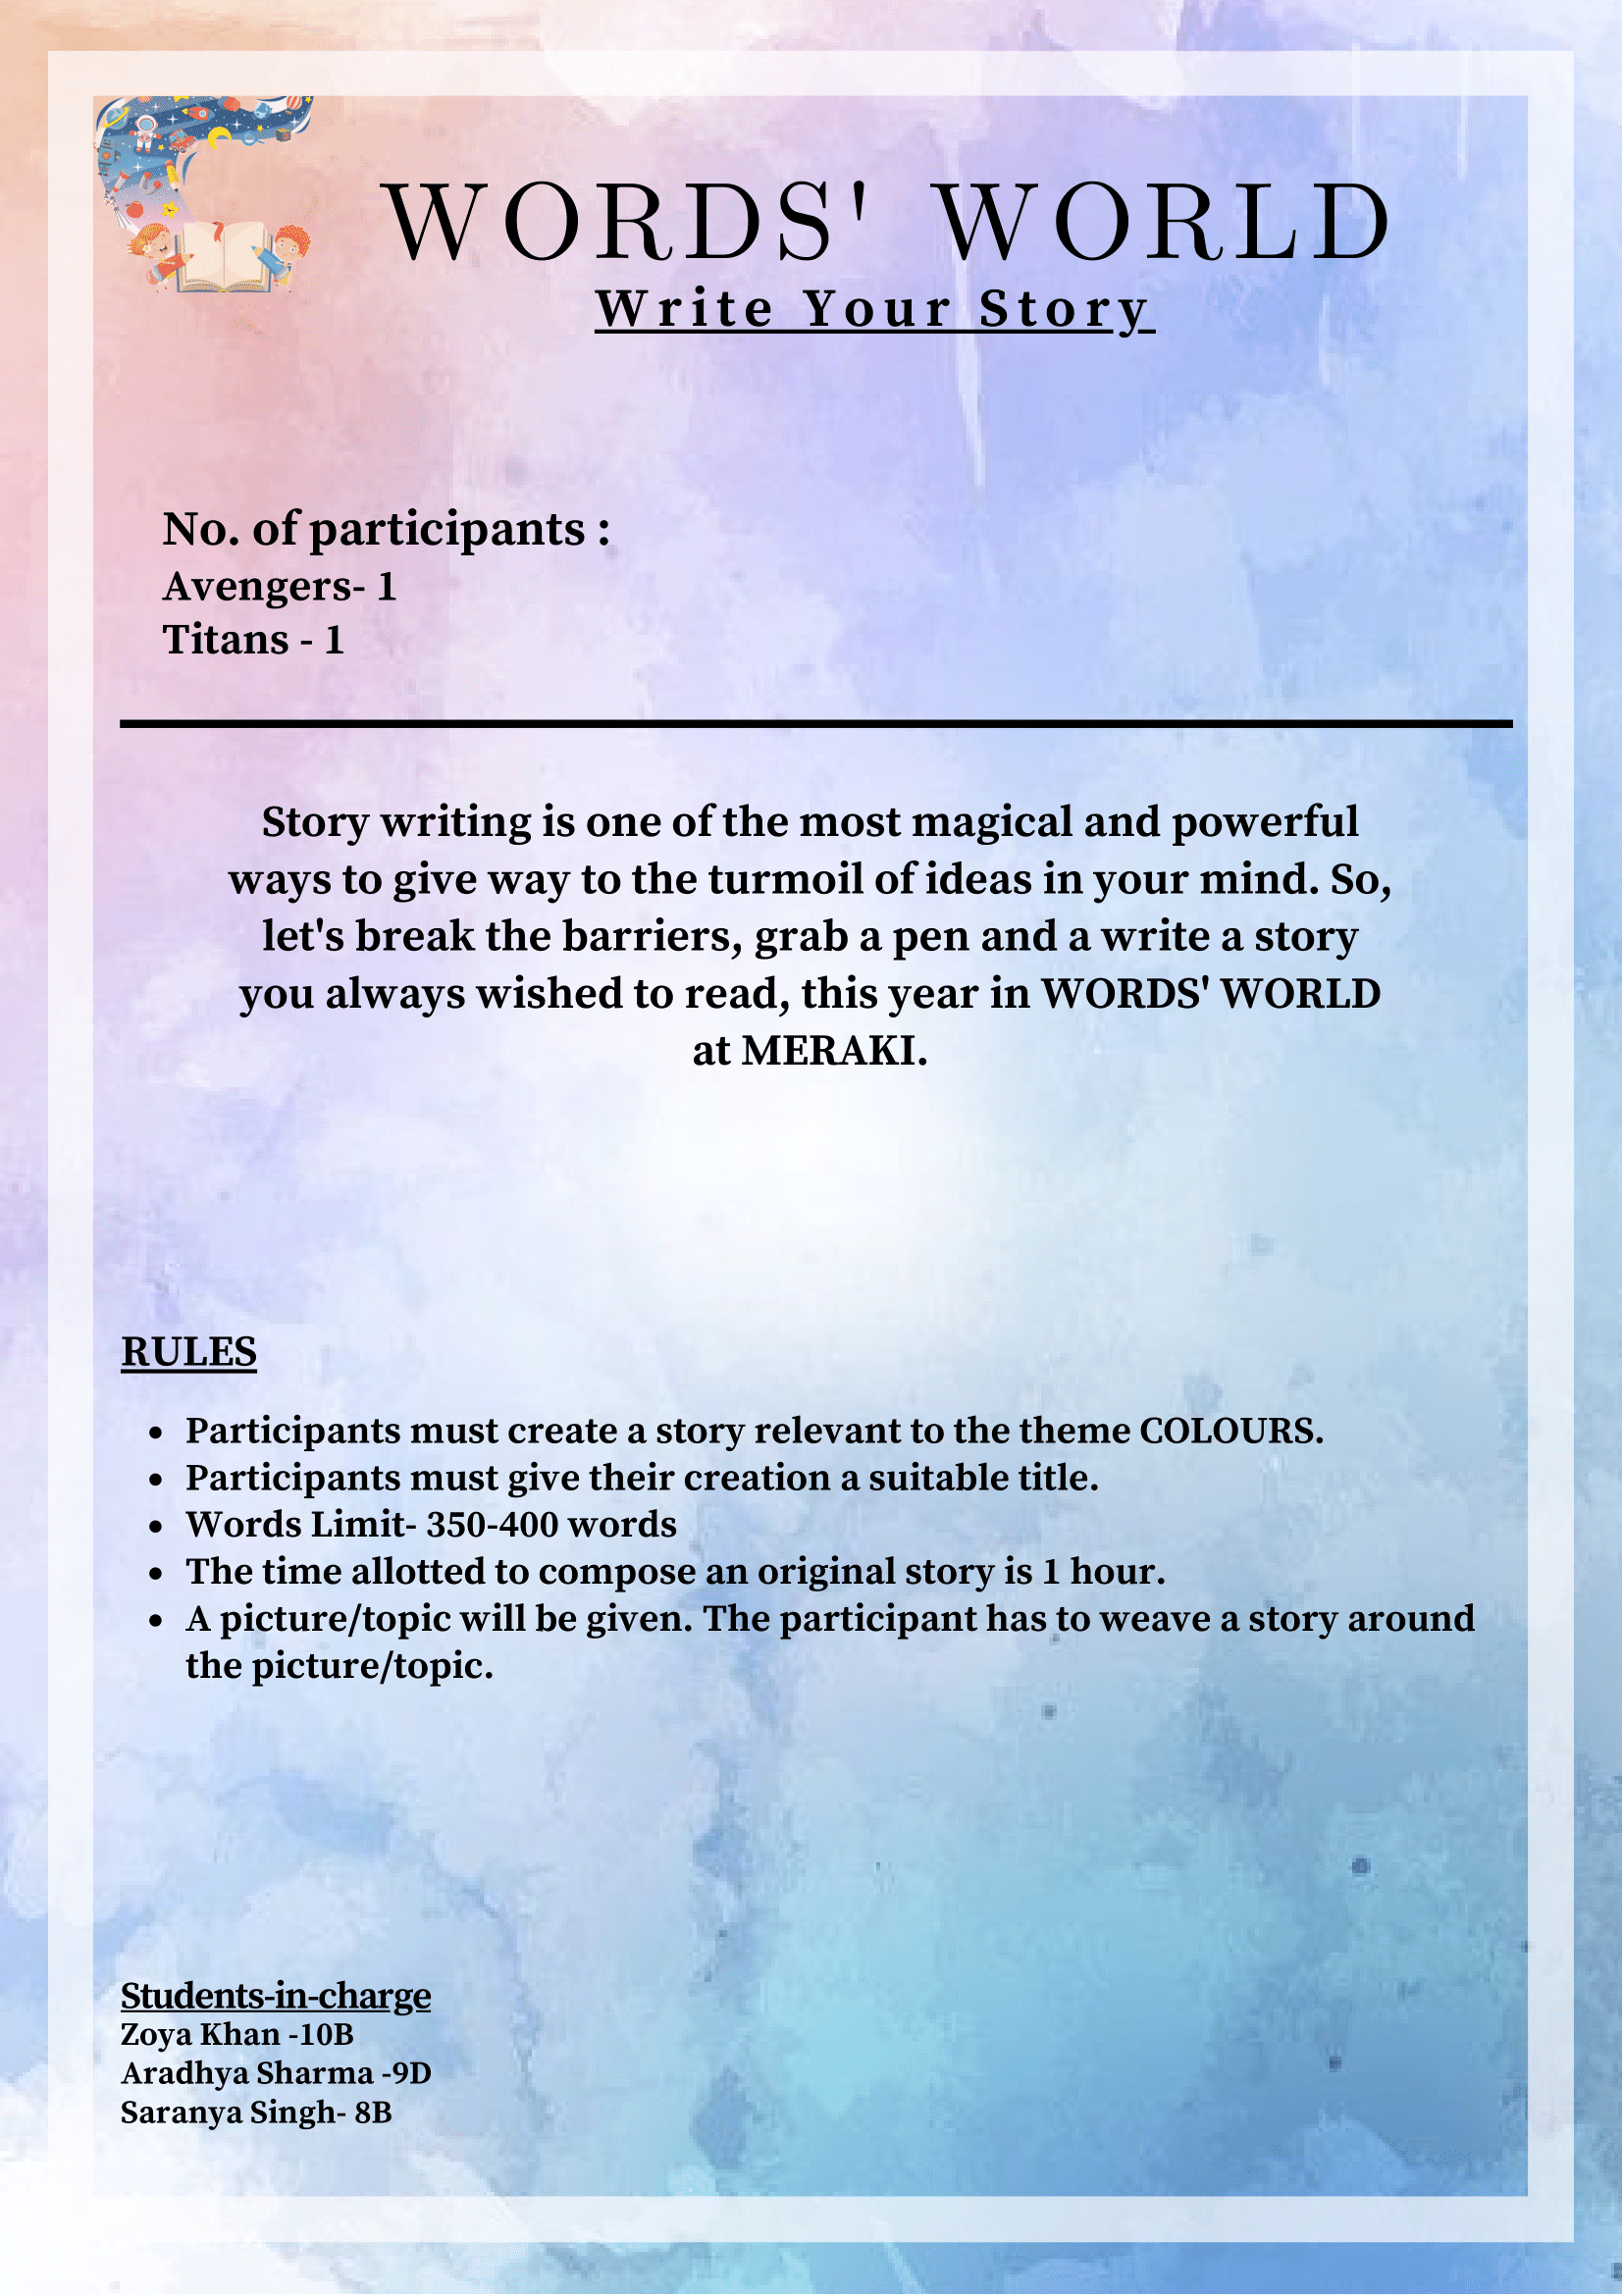 WORDS' WORLD
Write Your Story
No. of participants :
Avengers- 1
Titans - 1
Story writing is one of the most magical and powerful
ways to give way to the turmoil of ideas in your mind. So,
let's break the barriers, grab a pen and a write a story
you always wished to read, this year in WORDS' WORLD
at MERAKI.
RULES
• Participants must create a story relevant to the theme COLOURS.
• Participants must give their creation a suitable title.
• Words Limit- 350-400 words
• The time allotted to compose an original story is 1 hour.
• A picture/topic will be given. The participant has to weave a story around
the picture/topic.
Students-in-charge
Zoya Khan -10B
Aradhya Sharma -9D
Saranya Singh- 8B